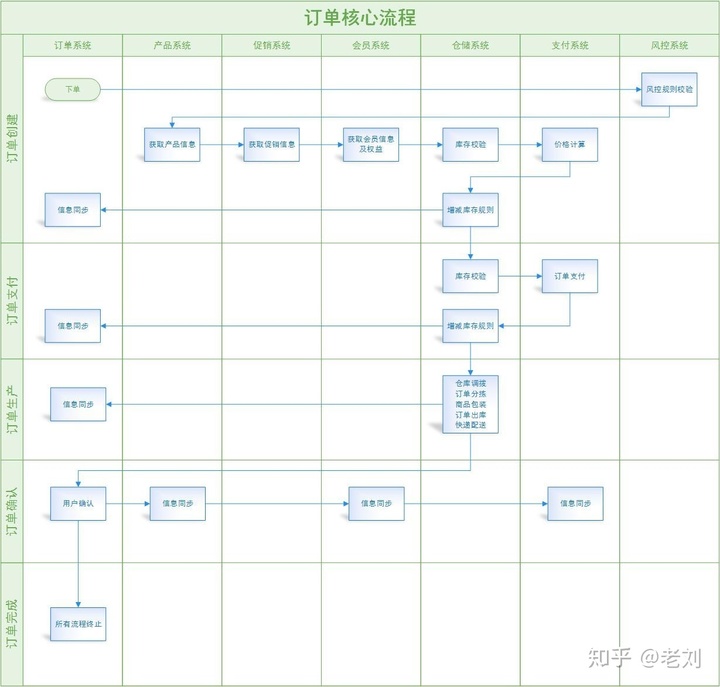 订单核心流程
订单系统
产品系统
促销系统
会员系统
仓储系统
支付系统
风控系统
订单创建
下单
风控规则校验
获取产品信息
获取促销信息
获取会员信息
及权益
库存校验
价格计算
信息同步
增减库存规则
订单支付
库存校验
订单支付
信息同步
增减库存规则
订单生产
信息同步
仓库调拨
订单分拣
商品包装
订单出库
快递配送
订单确认
用户确认
信息同步
信息同步
信息同步
订单完成
所有流程终止
知乎 @老刘